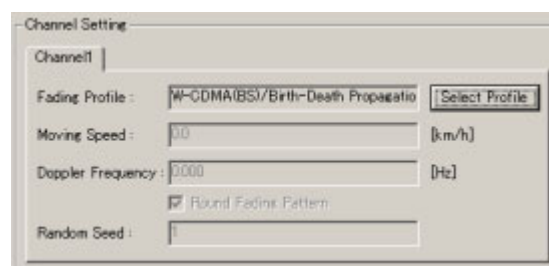 Channel Setting
Channel1
Fading Profile : W-CDMA(BS)/Birth-Death Propagatio Select Profile
Moving Speed : 0.0 [km/h]
Doppler Frequency : 0.000 [Hz]
Round Fading Pattern
Random Seed : 1